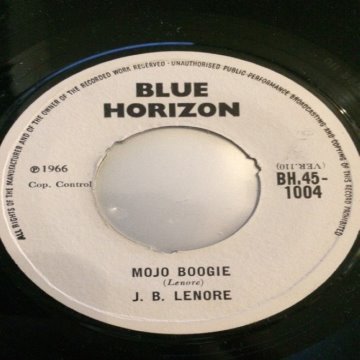 ALL RIGHTS OF THE MANUFACTURER AND OF THE OWNER OF THE RECORDED WORK RESERVED - UNAUTHORISED PUBLIC PERFORMANCE BROADCASTING AND COPYING OF THIS RECORD PROHIBITED
BLUE
HORIZON
℗1966
Cop. Control
(VER.110)
BH.45-
1004
MOJO BOOGIE
(Lenore)
J. B. LENORE